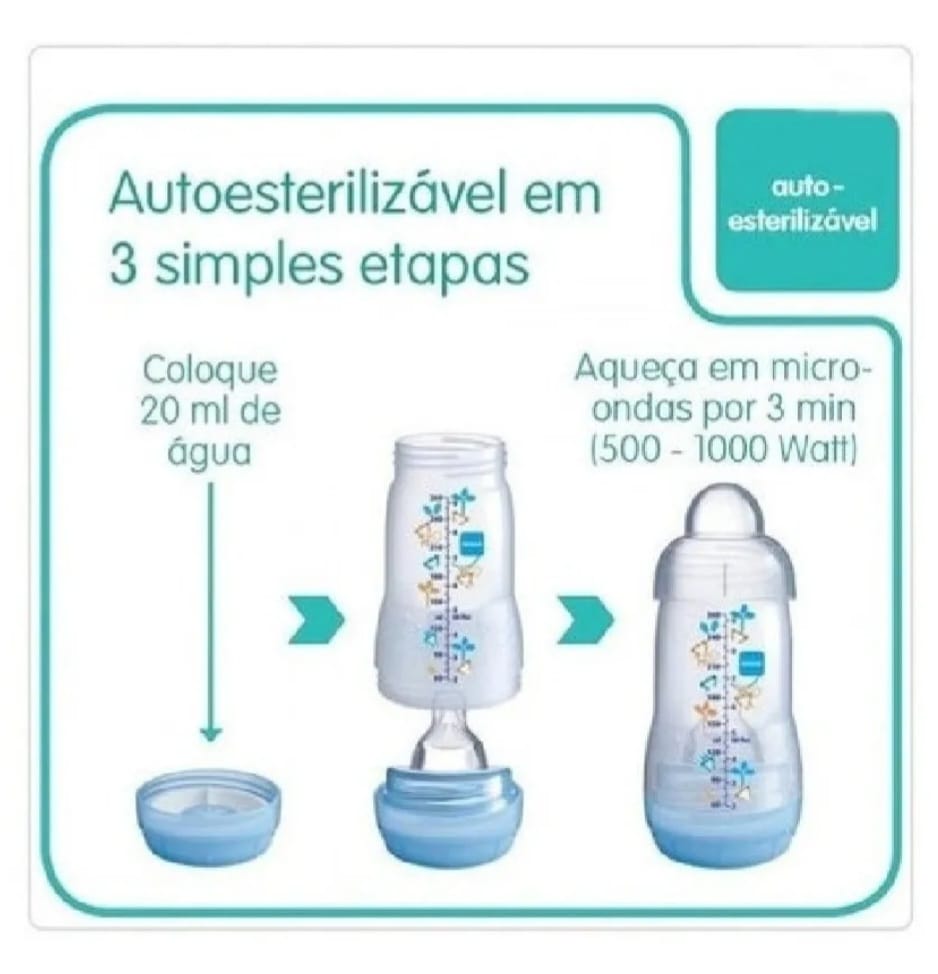 Autoesterilizável em
3 simples etapas
auto-
esterilizável
Coloque
20 ml de
água
Aqueça em micro-
ondas por 3 min
(500 - 1000 Watt)